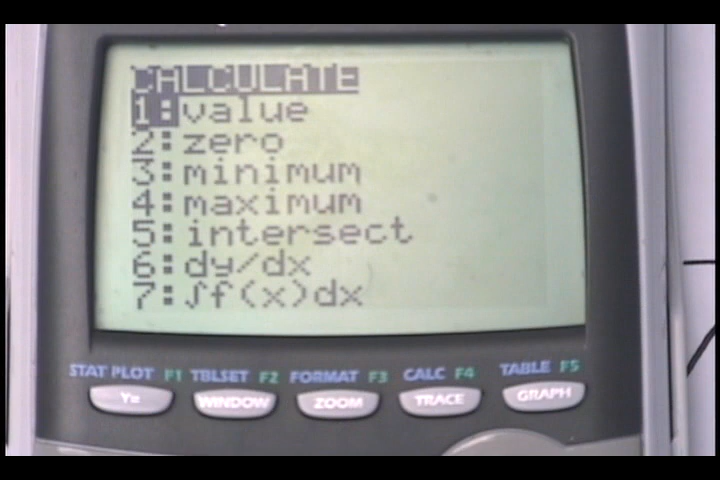 CALCULATE
1:value
2:zero
3:minimum
4:maximum
5:intersect
6:dy/dx
7:∫f(x)dx
STAT PLOT F1 TBLSET F2 FORMAT F3 CALC F4 TABLE F5
Y= WINDOW ZOOM TRACE GRAPH